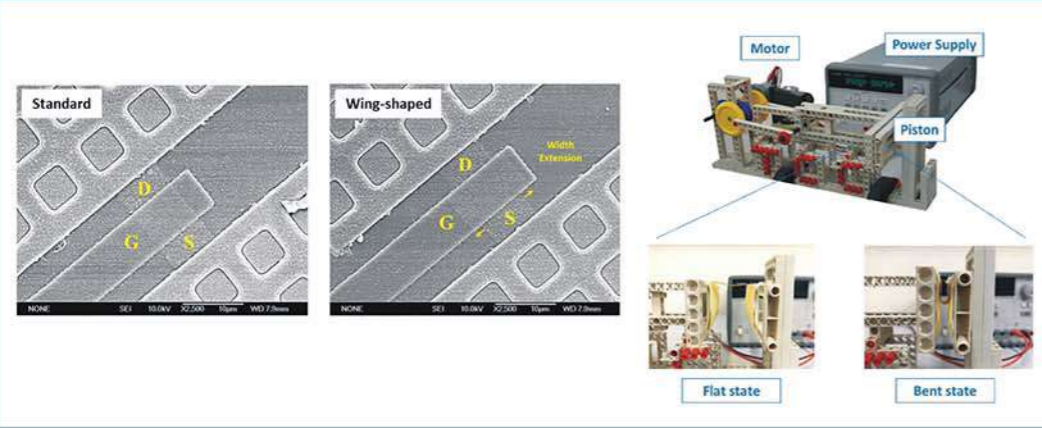 Standard
D
G
S
NONE SEI 10.0kV X2,500 10μm WD 7.9mm
Wing-shaped
Width
Extension
D
G
S
NONE SEI 10.0kV X2,500 10μm WD 7.9mm
Motor
Power Supply
Piston
Flat state
Bent state